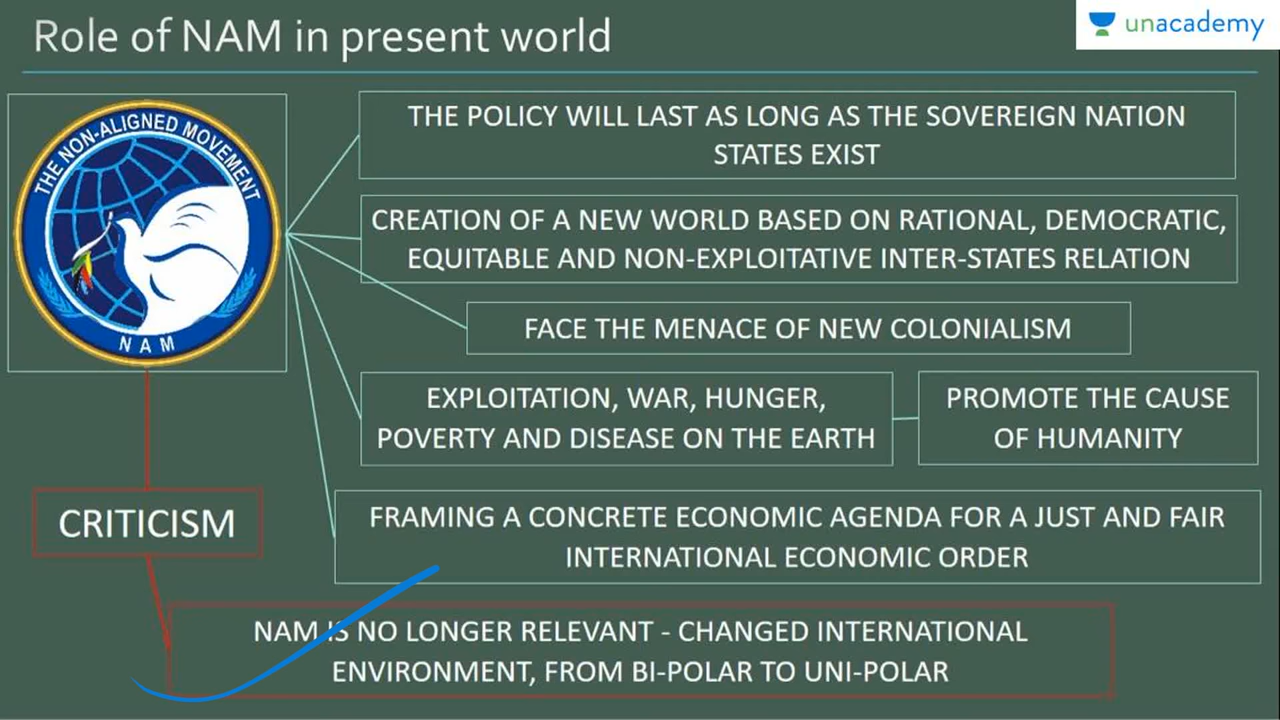 Role of NAM in present world
unacademy
THE NON-ALIGNED MOVEMENT
NAM
THE POLICY WILL LAST AS LONG AS THE SOVEREIGN NATION
STATES EXIST
CREATION OF A NEW WORLD BASED ON RATIONAL, DEMOCRATIC,
EQUITABLE AND NON-EXPLOITATIVE INTER-STATES RELATION
FACE THE MENACE OF NEW COLONIALISM
EXPLOITATION, WAR, HUNGER,
POVERTY AND DISEASE ON THE EARTH
PROMOTE THE CAUSE
OF HUMANITY
FRAMING A CONCRETE ECONOMIC AGENDA FOR A JUST AND FAIR
INTERNATIONAL ECONOMIC ORDER
CRITICISM
NAM IS NO LONGER RELEVANT - CHANGED INTERNATIONAL
ENVIRONMENT, FROM BI-POLAR TO UNI-POLAR